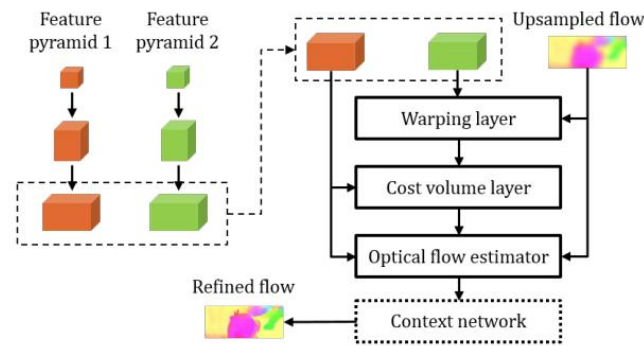 Feature
pyramid 1
Feature
pyramid 2
Upsampled flow
Warping layer
Cost volume layer
Optical flow estimator
Refined flow
Context network